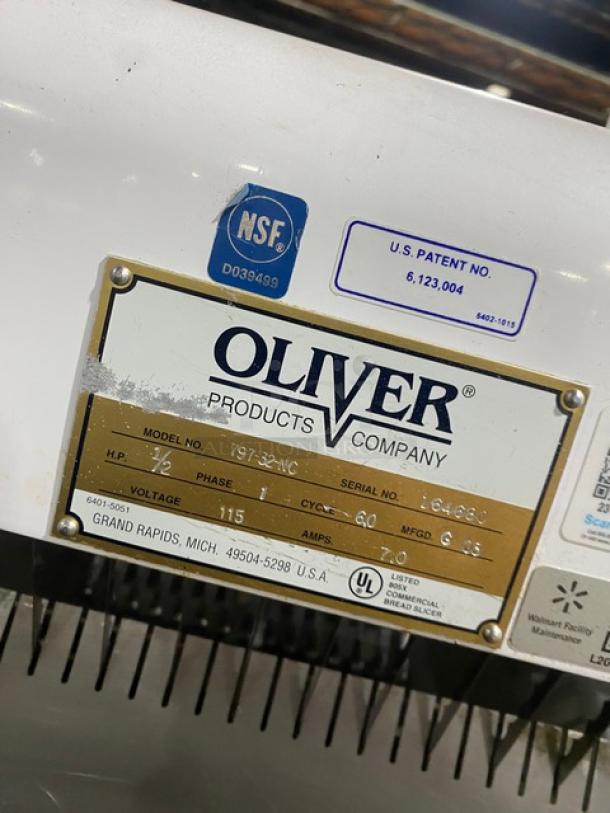 NSF®
D039499
U.S. PATENT NO.
6,123,004
6402-1015
OLIVER®
PRODUCTS COMPANY
MODEL NO. 797-32-NC SERIAL NO.
H.P. 1/2 PHASE 1 CYCLE 60 MFGD. G
VOLTAGE 115 AMPS. 7.0
6401-5051
GRAND RAPIDS, MICH. 49504-5298 U.S.A.
UL®
LISTED
805X
COMMERCIAL
BREAD SLICER
Walmart Facility
Maintenance